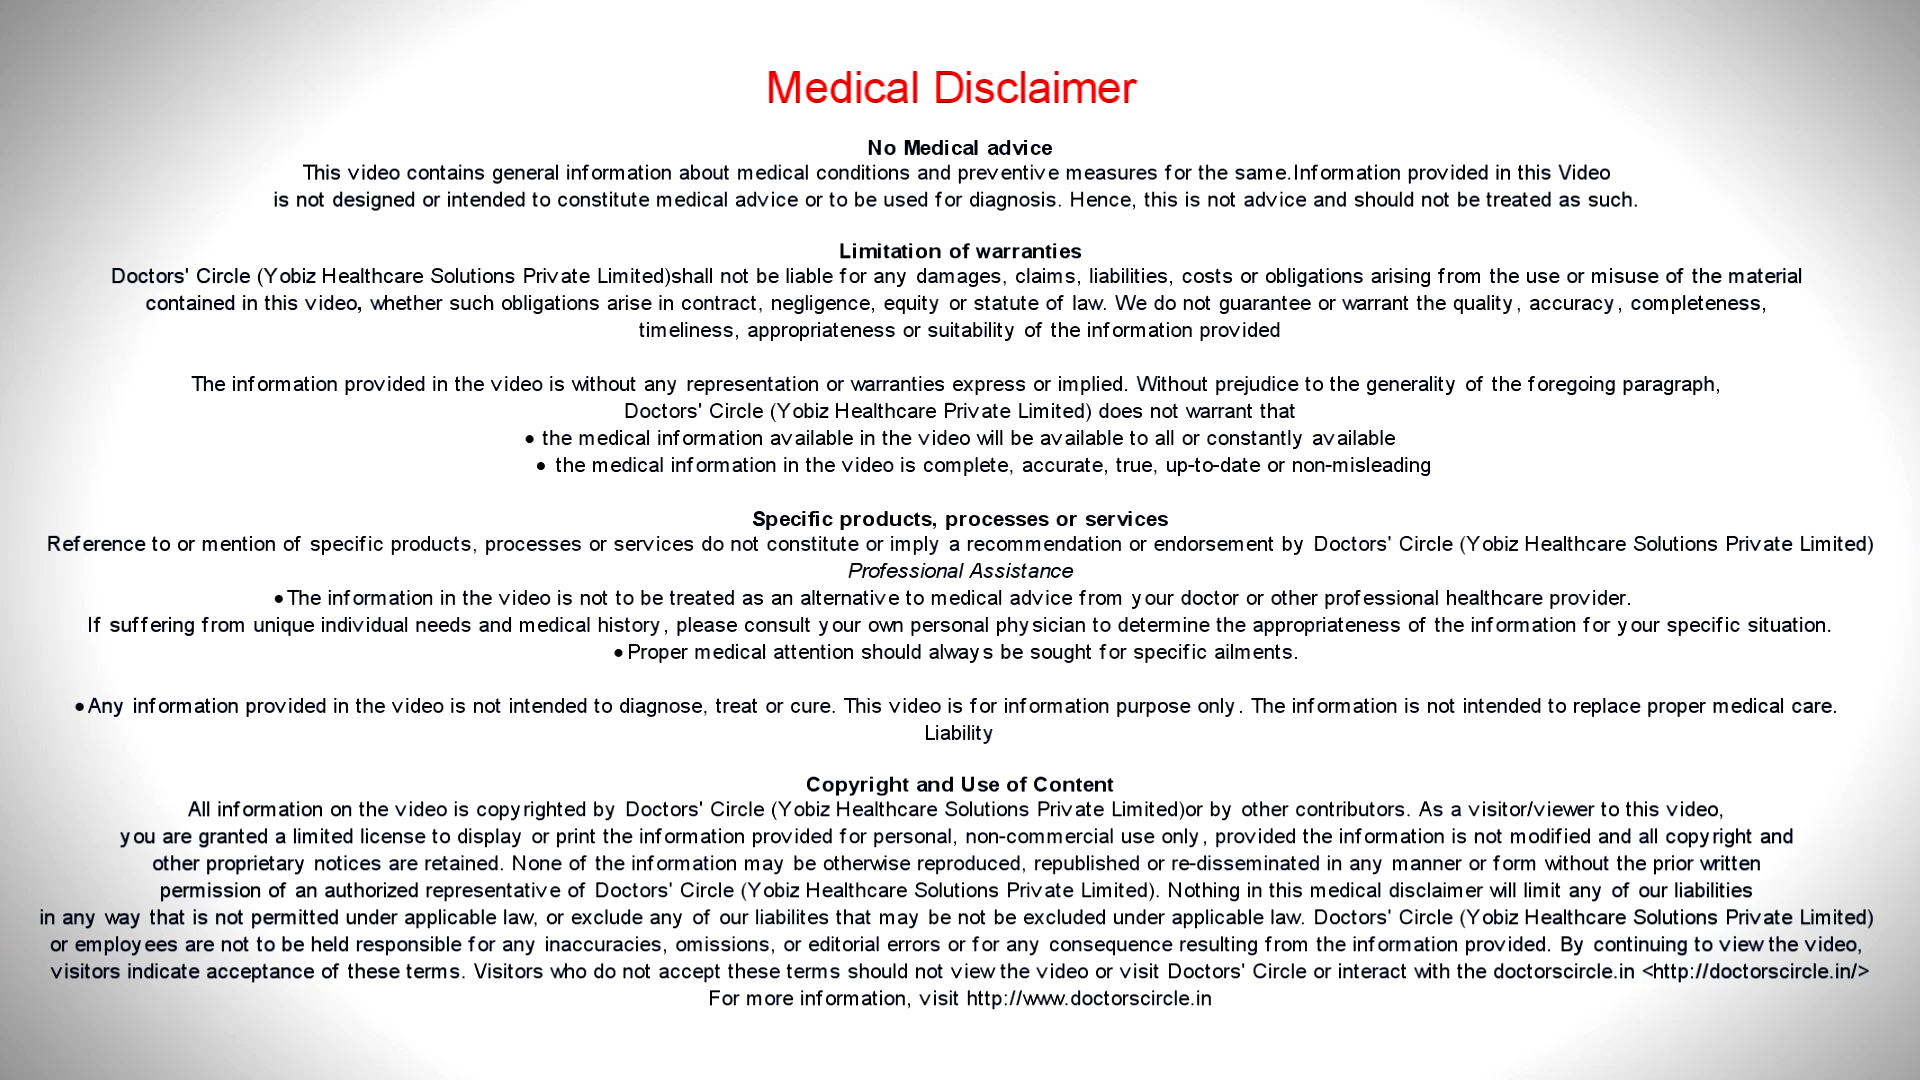 Medical Disclaimer
No Medical advice
This video contains general information about medical conditions and preventive measures for the same.Information provided in this Video
is not designed or intended to constitute medical advice or to be used for diagnosis. Hence, this is not advice and should not be treated as such.
Limitation of warranties
Doctors' Circle (Yobiz Healthcare Solutions Private Limited)shall not be liable for any damages, claims, liabilities, costs or obligations arising from the use or misuse of the material
contained in this video, whether such obligations arise in contract, negligence, equity or statute of law. We do not guarantee or warrant the quality, accuracy, completeness,
timeliness, appropriateness or suitability of the information provided
The information provided in the video is without any representation or warranties express or implied. Without prejudice to the generality of the foregoing paragraph,
Doctors' Circle (Yobiz Healthcare Private Limited) does not warrant that
• the medical information available in the video will be available to all or constantly available
• the medical information in the video is complete, accurate, true, up-to-date or non-misleading
Specific products, processes or services
Reference to or mention of specific products, processes or services do not constitute or imply a recommendation or endorsement by Doctors' Circle (Yobiz Healthcare Solutions Private Limited)
Professional Assistance
•The information in the video is not to be treated as an alternative to medical advice from your doctor or other professional healthcare provider.
If suffering from unique individual needs and medical history, please consult your own personal physician to determine the appropriateness of the information for your specific situation.
•Proper medical attention should always be sought for specific ailments.
•Any information provided in the video is not intended to diagnose, treat or cure. This video is for information purpose only. The information is not intended to replace proper medical care.
Liability
Copyright and Use of Content
All information on the video is copyrighted by Doctors' Circle (Yobiz Healthcare Solutions Private Limited)or by other contributors. As a visitor/viewer to this video,
you are granted a limited license to display or print the information provided for personal, non-commercial use only, provided the information is not modified and all copyright and
other proprietary notices are retained. None of the information may be otherwise reproduced, republished or re-disseminated in any manner or form without the prior written
permission of an authorized representative of Doctors' Circle (Yobiz Healthcare Solutions Private Limited). Nothing in this medical disclaimer will limit any of our liabilities
in any way that is not permitted under applicable law, or exclude any of our liabilites that may be not be excluded under applicable law. Doctors' Circle (Yobiz Healthcare Solutions Private Limited)
or employees are not to be held responsible for any inaccuracies, omissions, or editorial errors or for any consequence resulting from the information provided. By continuing to view the video,
visitors indicate acceptance of these terms. Visitors who do not accept these terms should not view the video or visit Doctors' Circle or interact with the doctorscircle.in <http://doctorscircle.in/>
For more information, visit http://www.doctorscircle.in